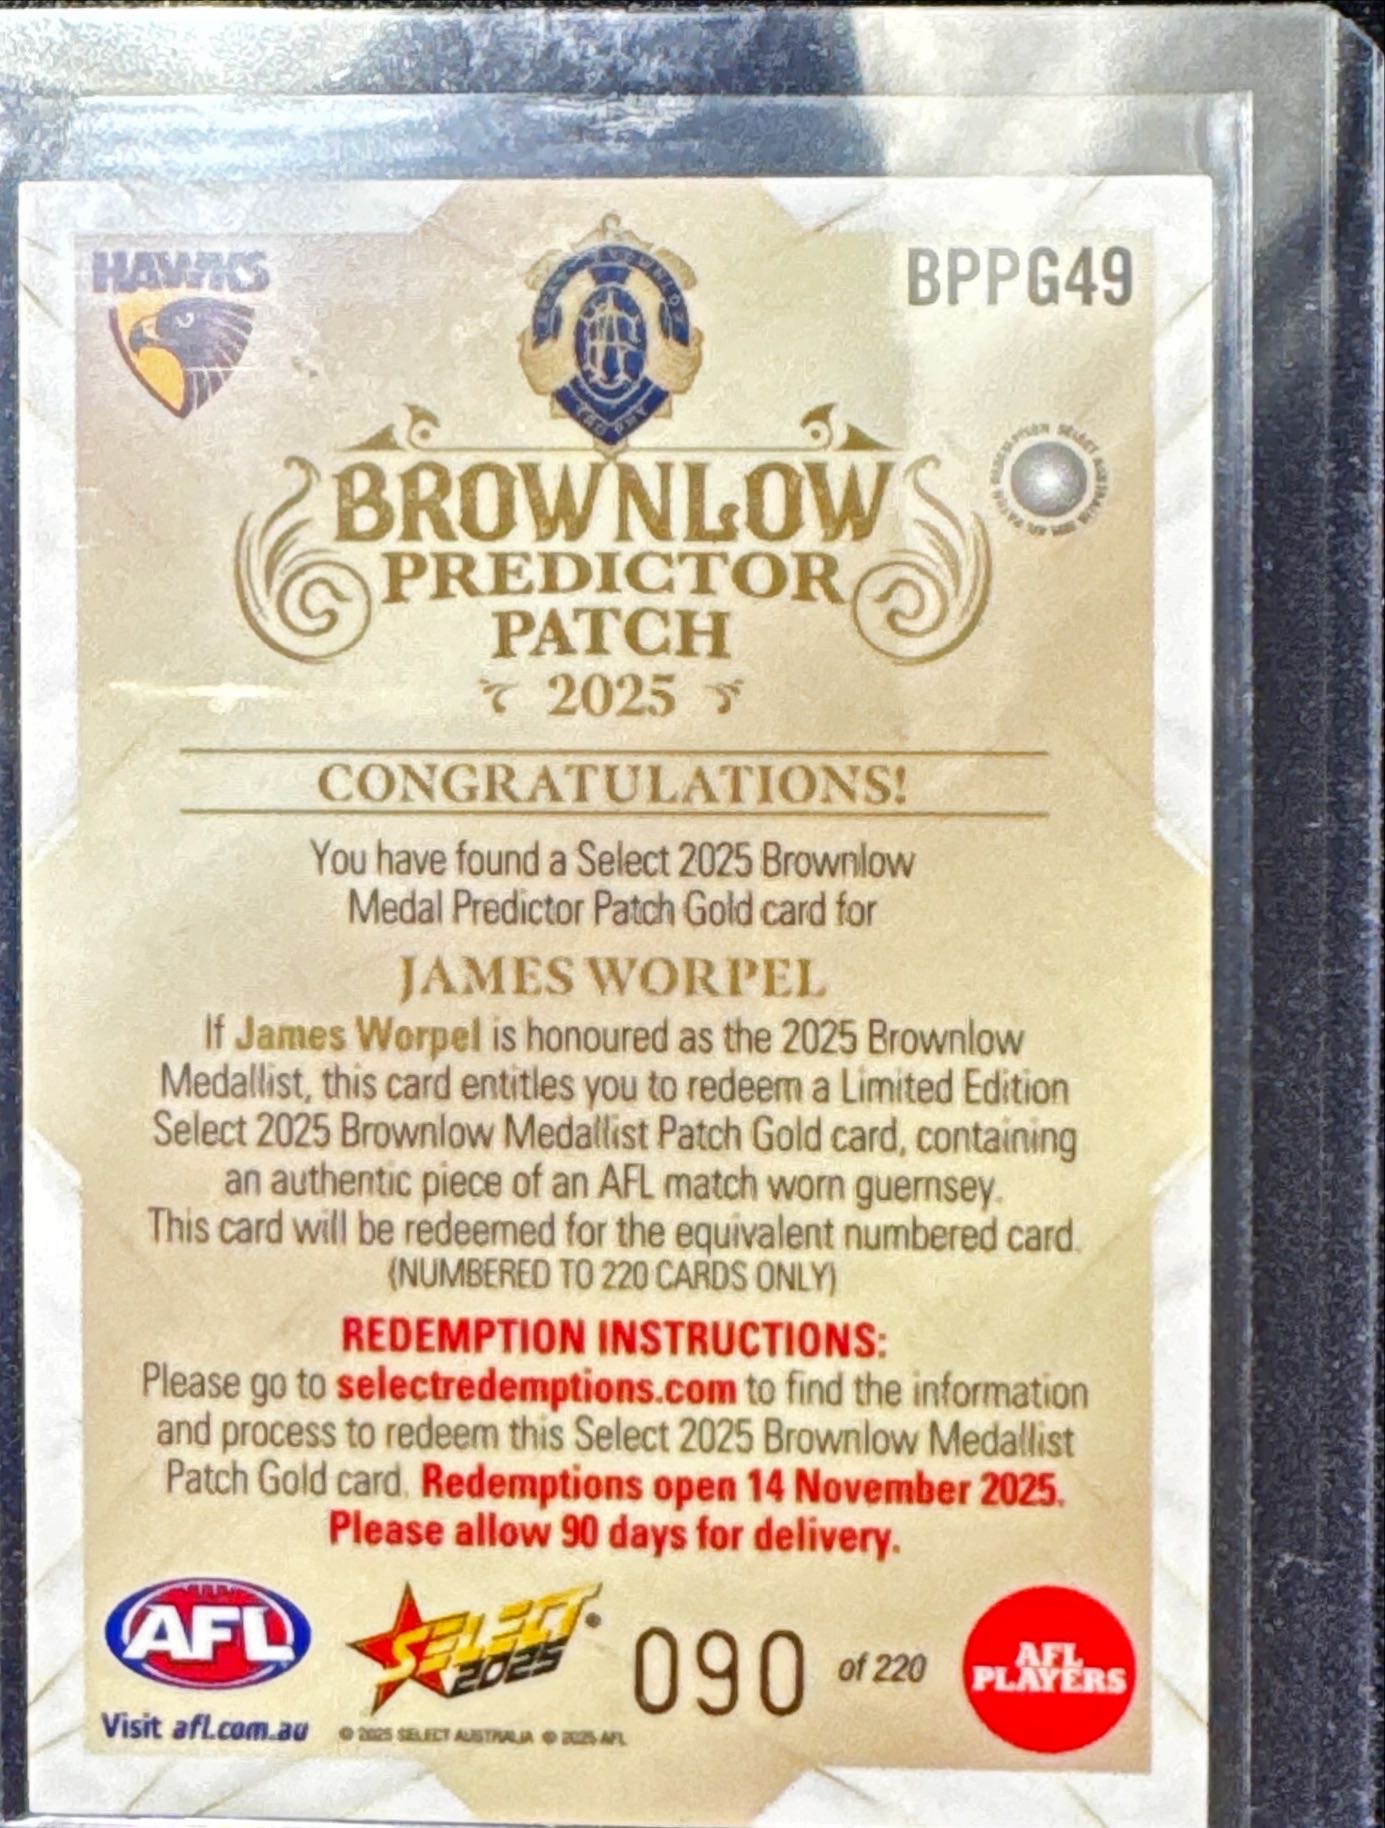 HAWKS
BPPG49
BROWNLOW
PREDICTOR
PATCH
2025
CONGRATULATIONS!
You have found a Select 2025 Brownlow
Medal Predictor Patch Gold card for
JAMES WORPEL
If James Worpel is honoured as the 2025 Brownlow
Medallist, this card entitles you to redeem a Limited Edition
Select 2025 Brownlow Medallist Patch Gold card, containing
an authentic piece of an AFL match worn guernsey.
This card will be redeemed for the equivalent numbered card.
(NUMBERED TO 220 CARDS ONLY)
REDEMPTION INSTRUCTIONS:
Please go to selectredemptions.com to find the information
and process to redeem this Select 2025 Brownlow Medallist
Patch Gold card. Redemptions open 14 November 2025.
Please allow 90 days for delivery.
AFL
SELECT
2025
090 of 220
AFL
PLAYERS
Visit afl.com.au
© 2025 SELECT AUSTRALIA © 2025 AFL